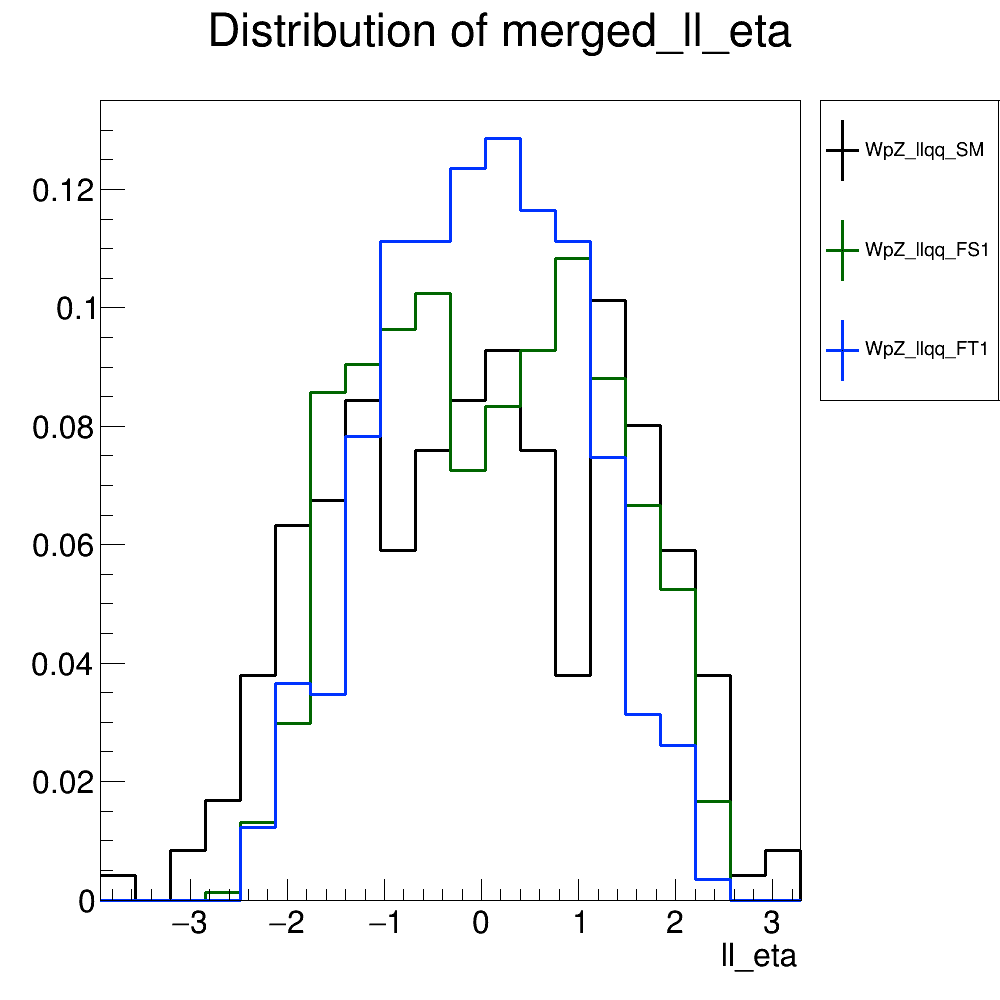 Distribution of merged_ll_eta
WpZ_llqq_SM
WpZ_llqq_FS1
WpZ_llqq_FT1
0.12
0.1
0.08
0.06
0.04
0.02
0
−3 −2 −1 0 1 2 3
ll_eta